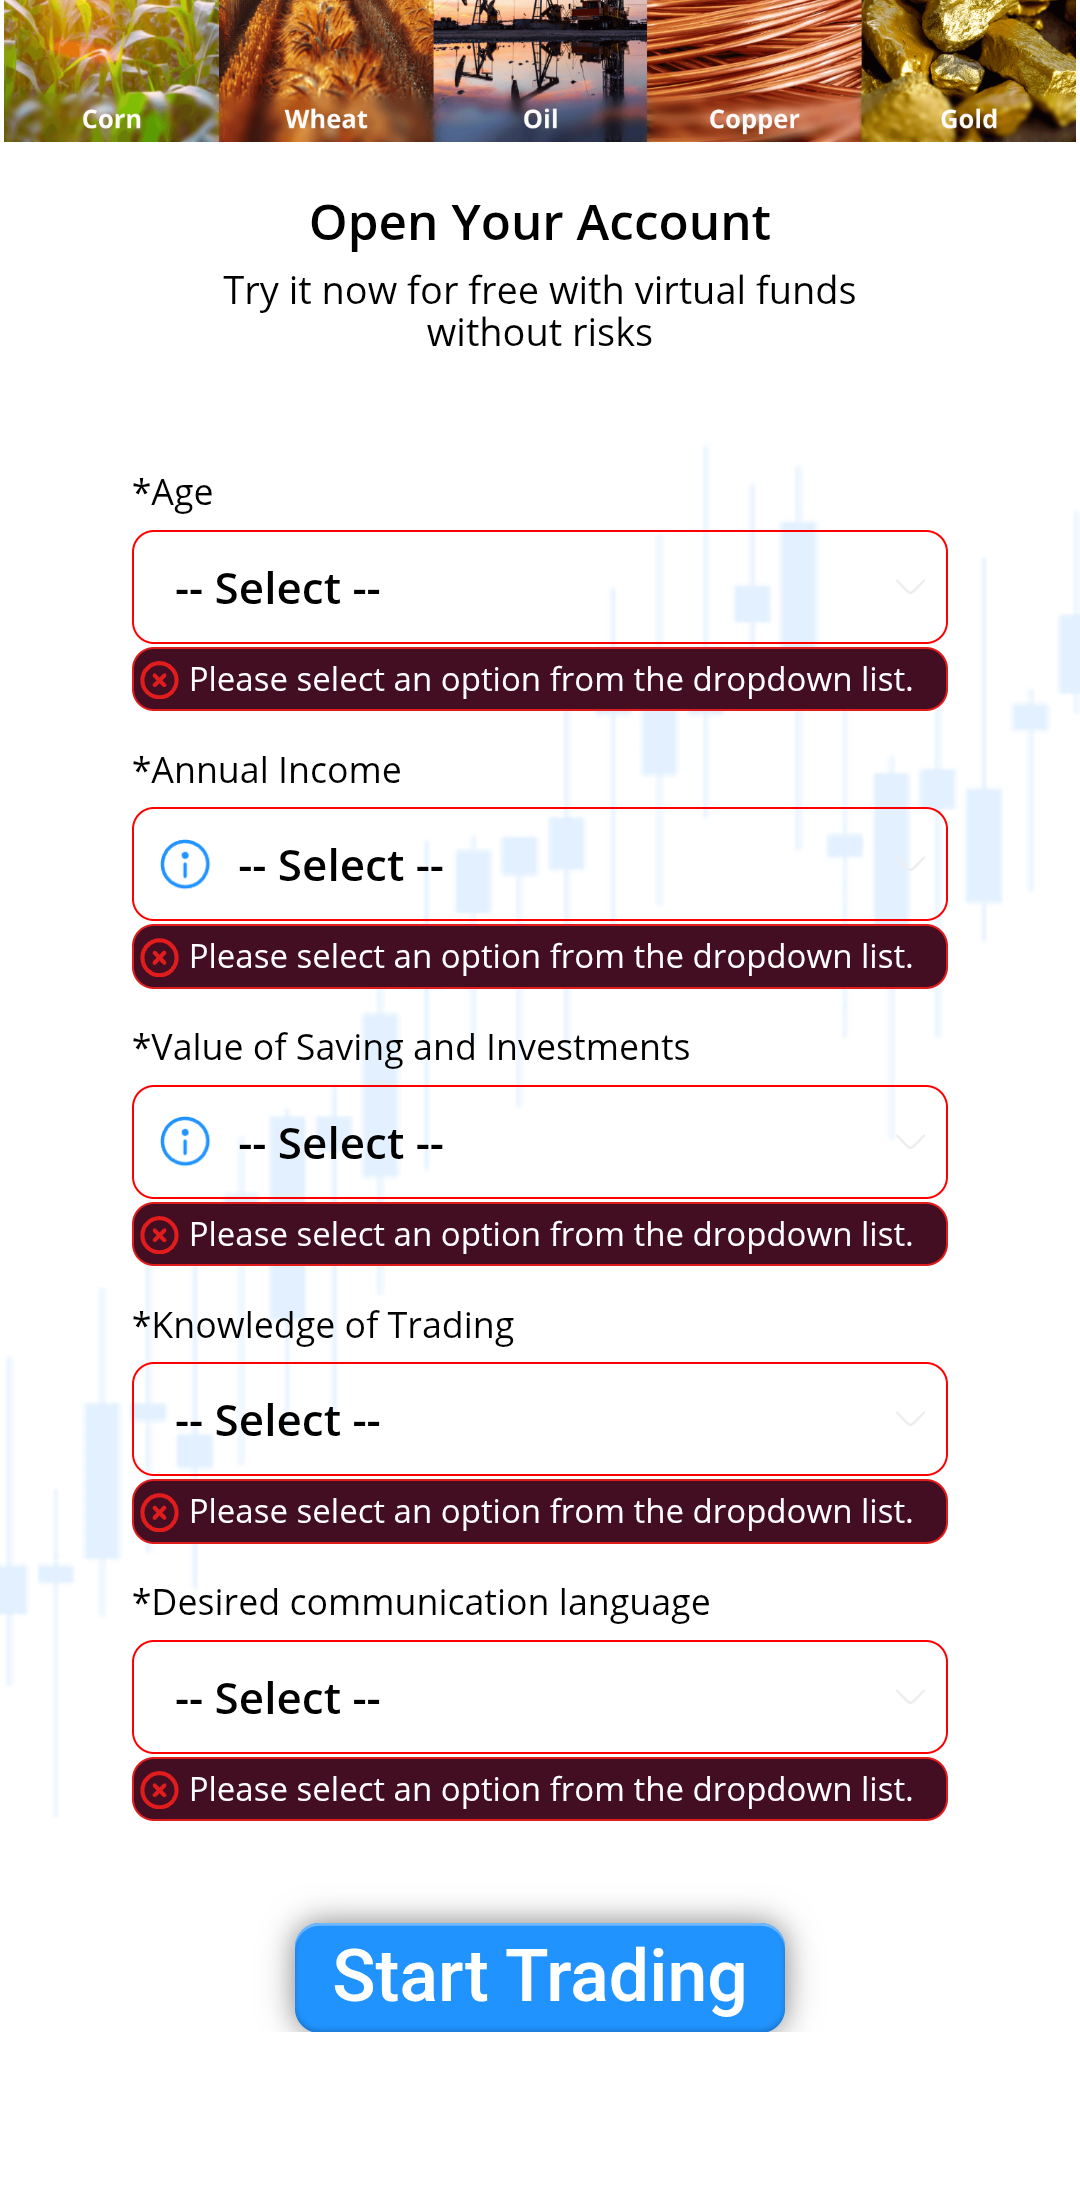 Corn Wheat Oil Copper Gold
Open Your Account
Try it now for free with virtual funds
without risks
*Age
-- Select --
Please select an option from the dropdown list.
*Annual Income
-- Select --
Please select an option from the dropdown list.
*Value of Saving and Investments
-- Select --
Please select an option from the dropdown list.
*Knowledge of Trading
-- Select --
Please select an option from the dropdown list.
*Desired communication language
-- Select --
Please select an option from the dropdown list.
Start Trading